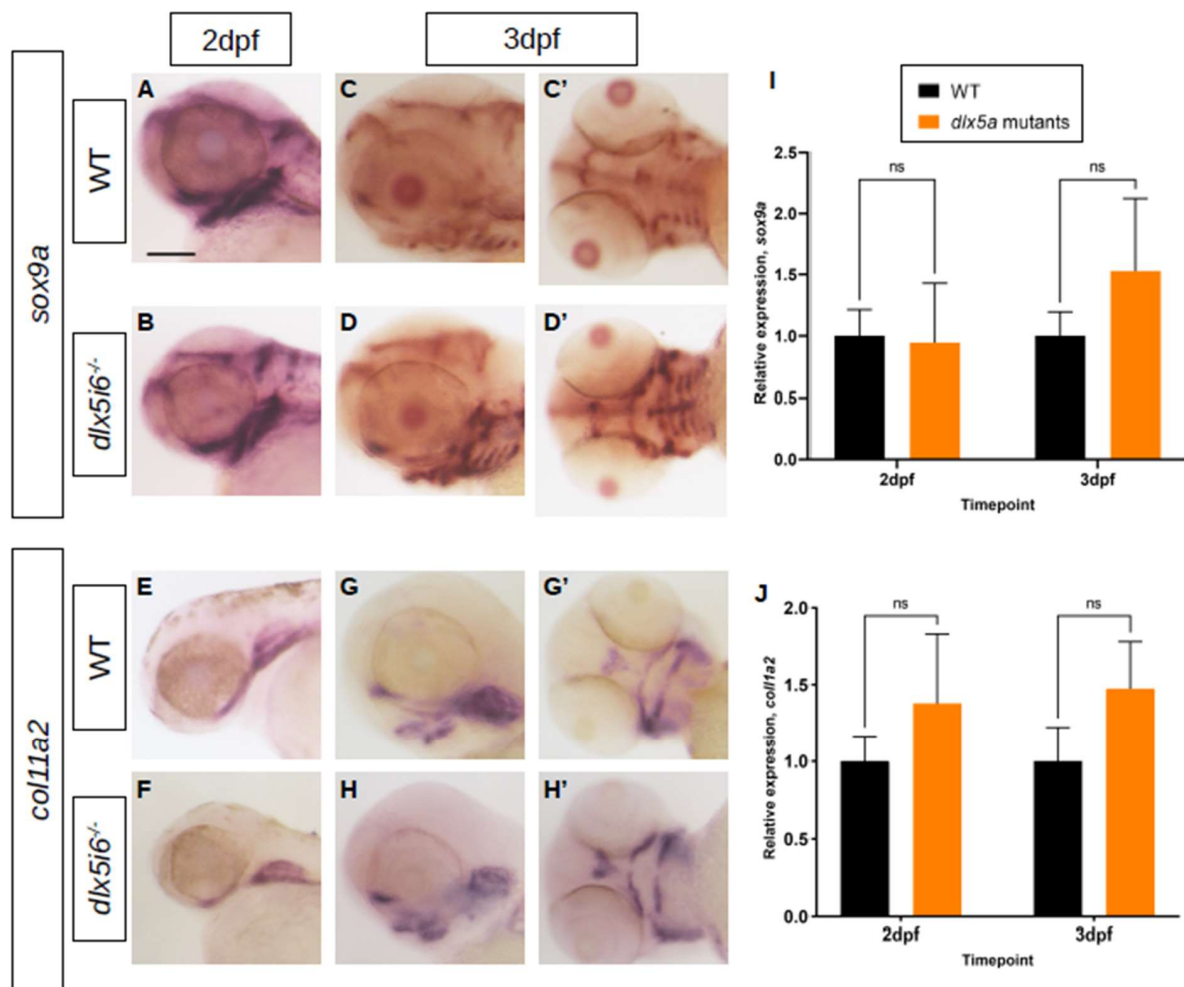 2dpf
3dpf
sox9a
WT
A
C
C'
dlx5i6-/-
B
D
D'
col11a2
WT
E
G
G'
dlx5i6-/-
F
H
H'
I
WT
dlx5a mutants
Relative expression, sox9a
2.5
2.0
1.5
1.0
0.5
0.0
ns
ns
2dpf
3dpf
Timepoint
J
Relative expression, col11a2
2.0
1.5
1.0
0.5
0.0
ns
ns
2dpf
3dpf
Timepoint